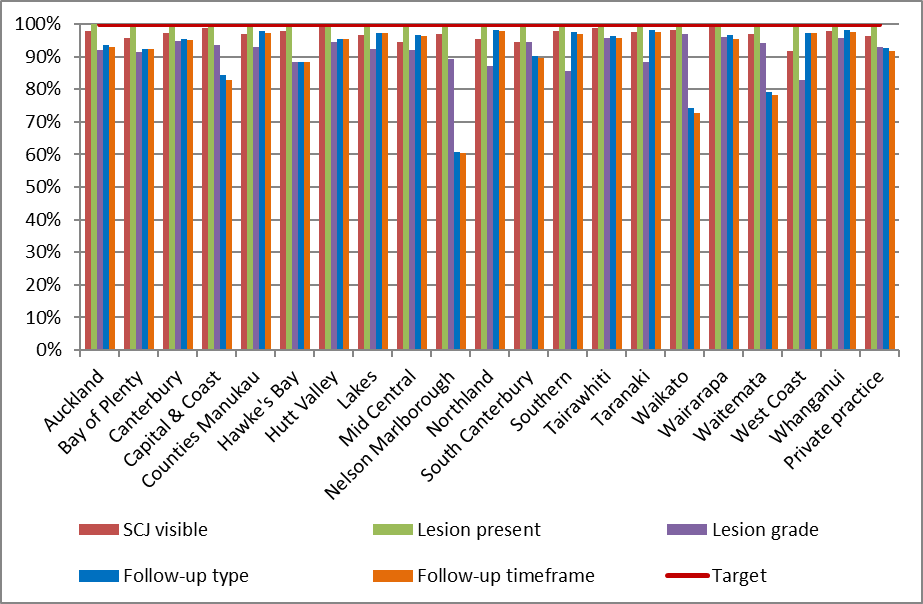 100%
90%
80%
70%
60%
50%
40%
30%
20%
10%
0%
Auckland
Bay of Plenty
Canterbury
Capital & Coast
Counties Manukau
Hawke's Bay
Hutt Valley
Lakes
Mid Central
Nelson Marlborough
Northland
South Canterbury
Southern
Tairawhiti
Taranaki
Waikato
Wairarapa
Waitemata
West Coast
Whanganui
Private practice
SCJ visible
Lesion present
Lesion grade
Follow-up type
Follow-up timeframe
Target